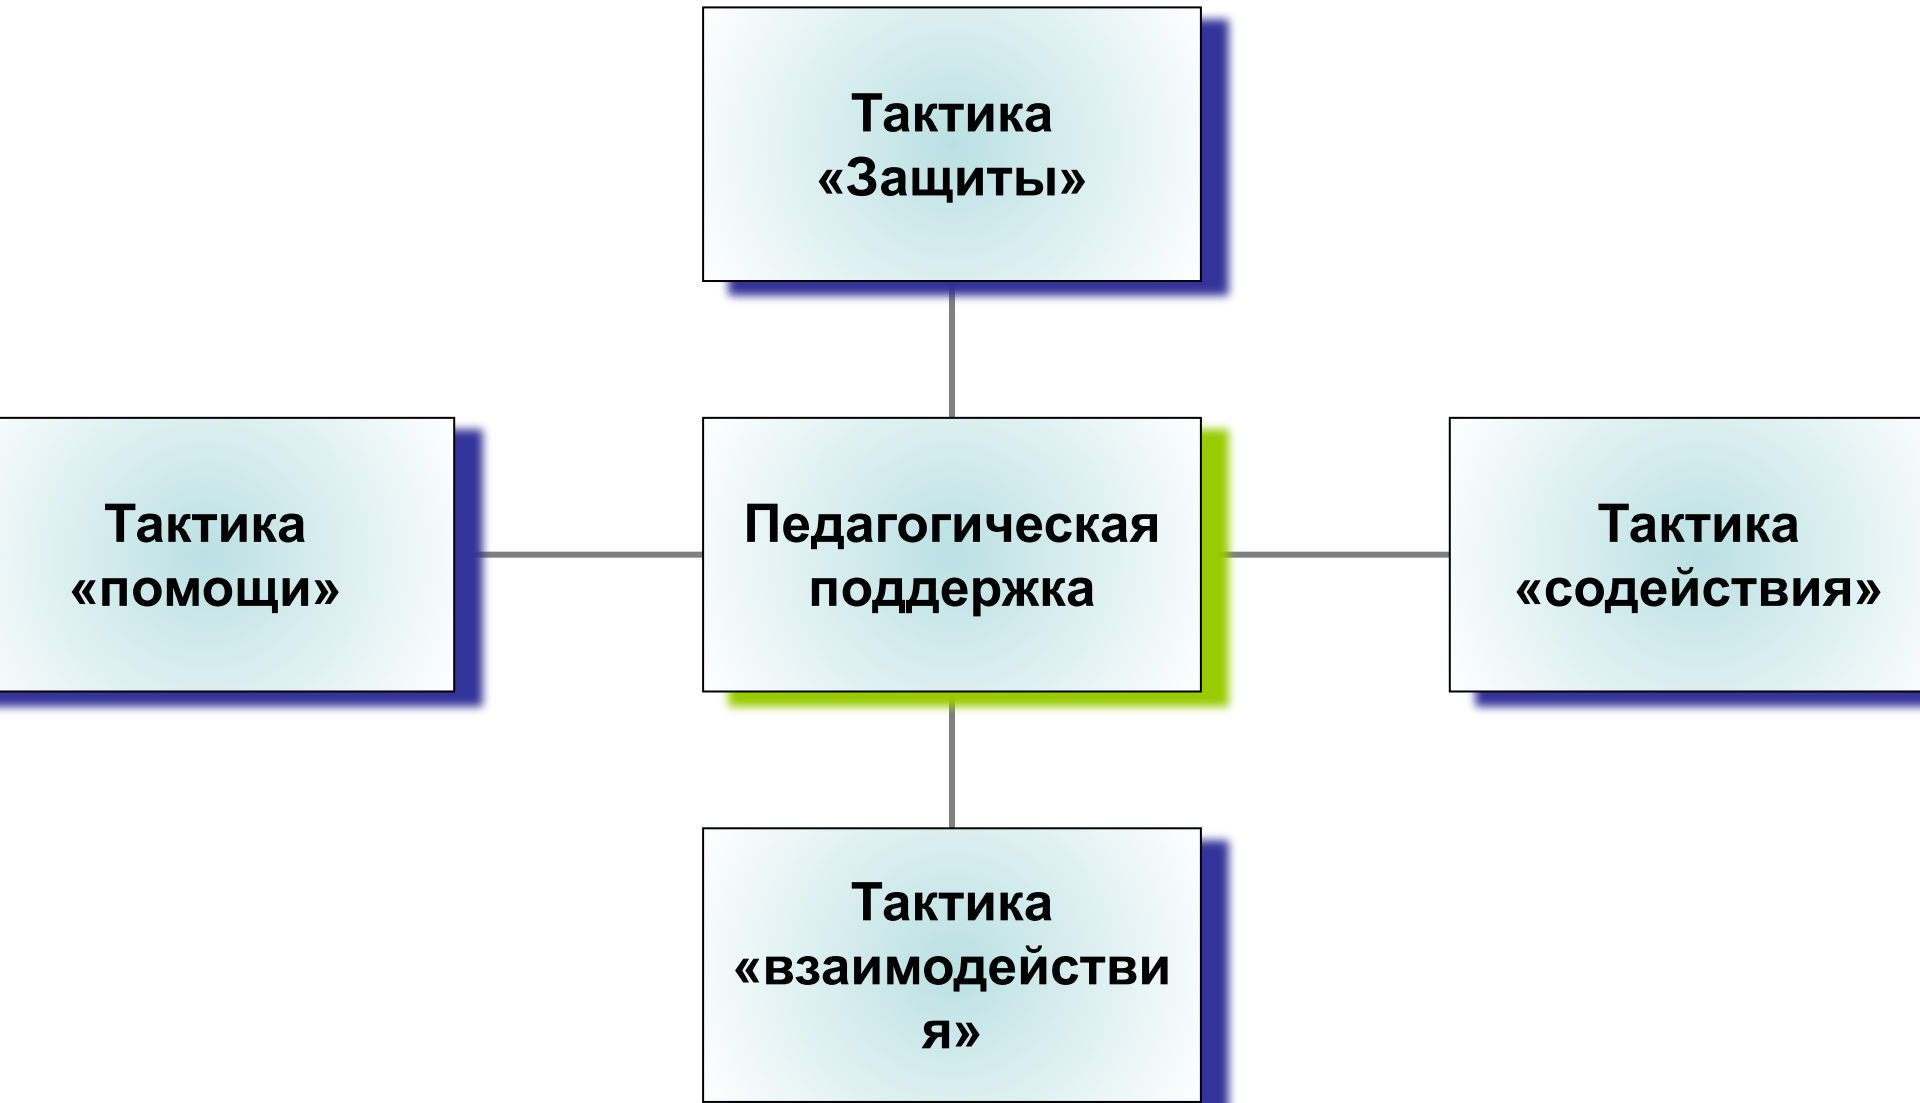 Тактика
«Защиты»
Тактика
«помощи»
Педагогическая
поддержка
Тактика
«содействия»
Тактика
«взаимодействи
я»